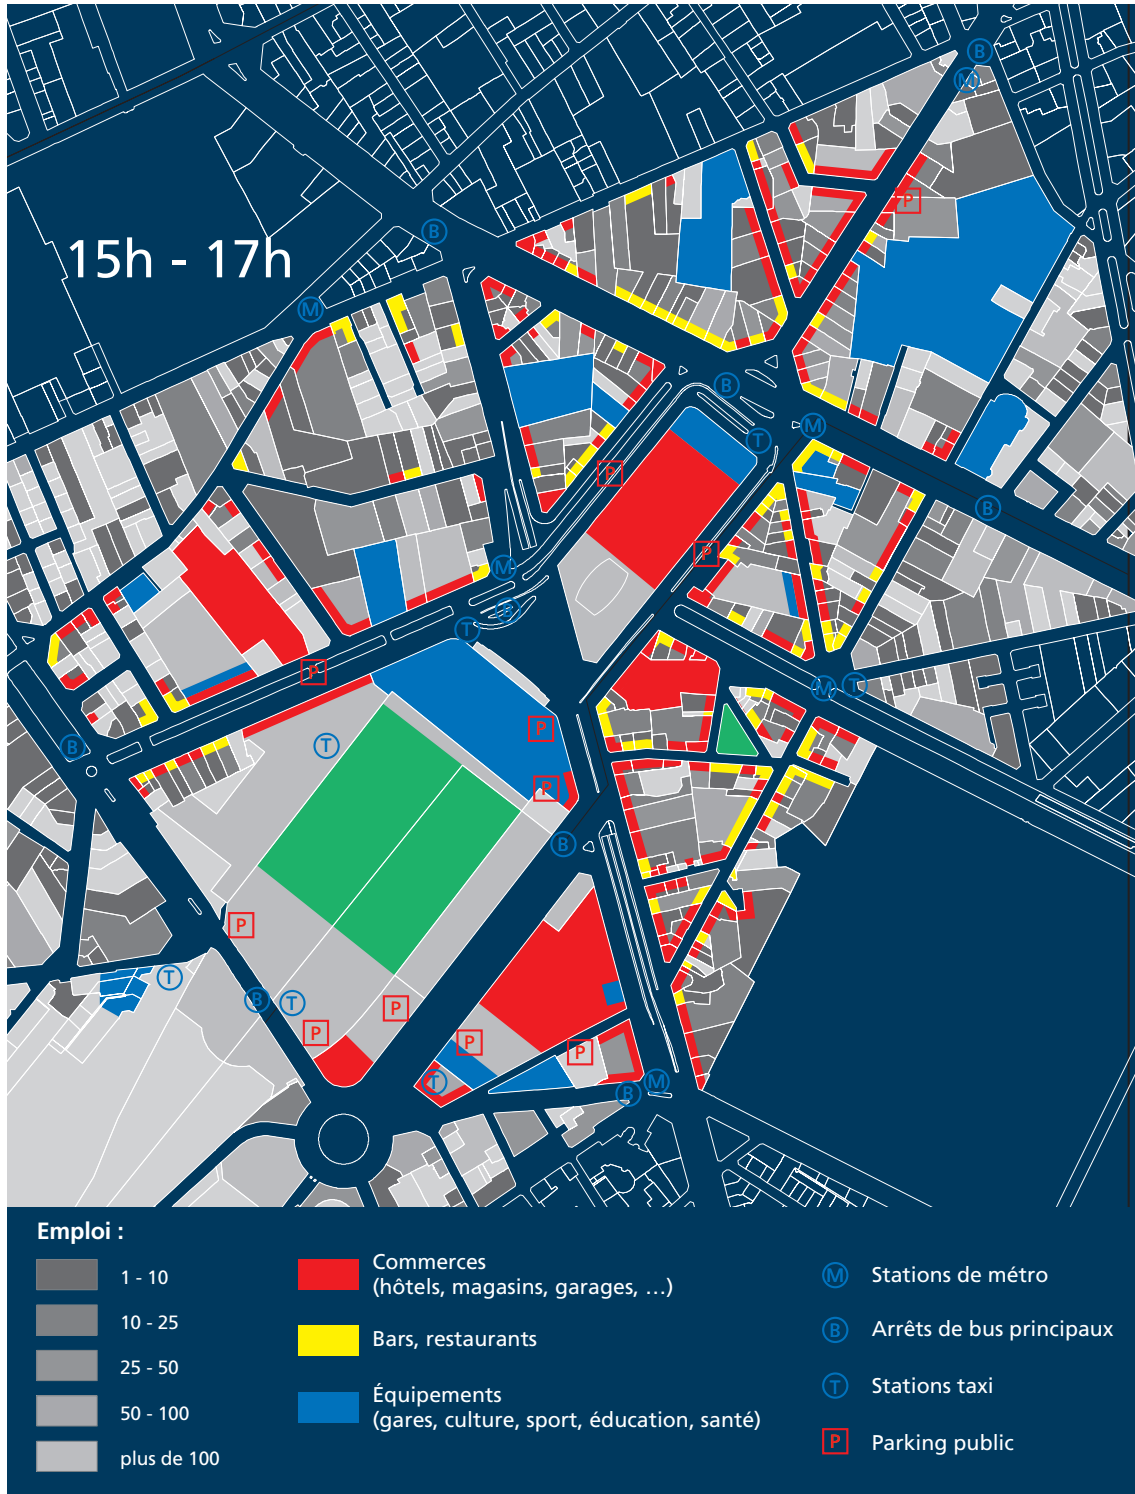 B
M
P
15h - 17h
B
M
B
T
M
P
B
P
M
B
T
P
M
T
B
T
P
P
B
P
T
B
T
P
P
P
P
T
M
B
Emploi :
1 - 10
10 - 25
25 - 50
50 - 100
plus de 100
Commerces
(hôtels, magasins, garages, ...)
Bars, restaurants
Équipements
(gares, culture, sport, éducation, santé)
M Stations de métro
B Arrêts de bus principaux
T Stations taxi
P Parking public